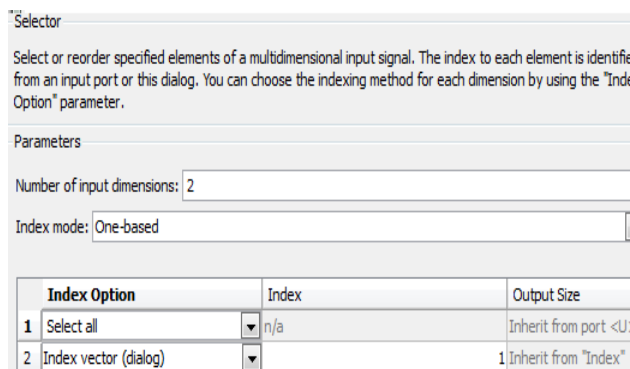 Selector
Select or reorder specified elements of a multidimensional input signal. The index to each element is identifie
from an input port or this dialog. You can choose the indexing method for each dimension by using the "Inde
Option" parameter.
Parameters
Number of input dimensions: 2
Index mode: One-based
Index Option Index Output Size
1 Select all n/a Inherit from port <U1
2 Index vector (dialog) 1 Inherit from "Index"